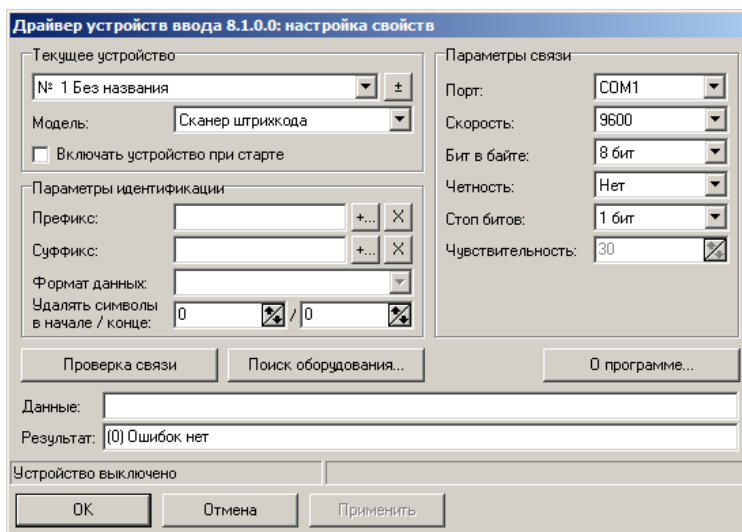 Драйвер устройств ввода 8.1.0.0: настройка свойств
Текущее устройство
№ 1 Без названия
±
Модель: Сканер штрихкода
Включать устройство при старте
Параметры идентификации
Префикс: +... X
Суффикс: +... X
Формат данных:
Удалять символы
в начале / конце: 0 / 0
Параметры связи
Порт: COM1
Скорость: 9600
Бит в байте: 8 бит
Четность: Нет
Стоп битов: 1 бит
Чувствительность: 30
Проверка связи Поиск оборудования... О программе...
Данные:
Результат: (0) Ошибок нет
Устройство выключено
OK Отмена Применить